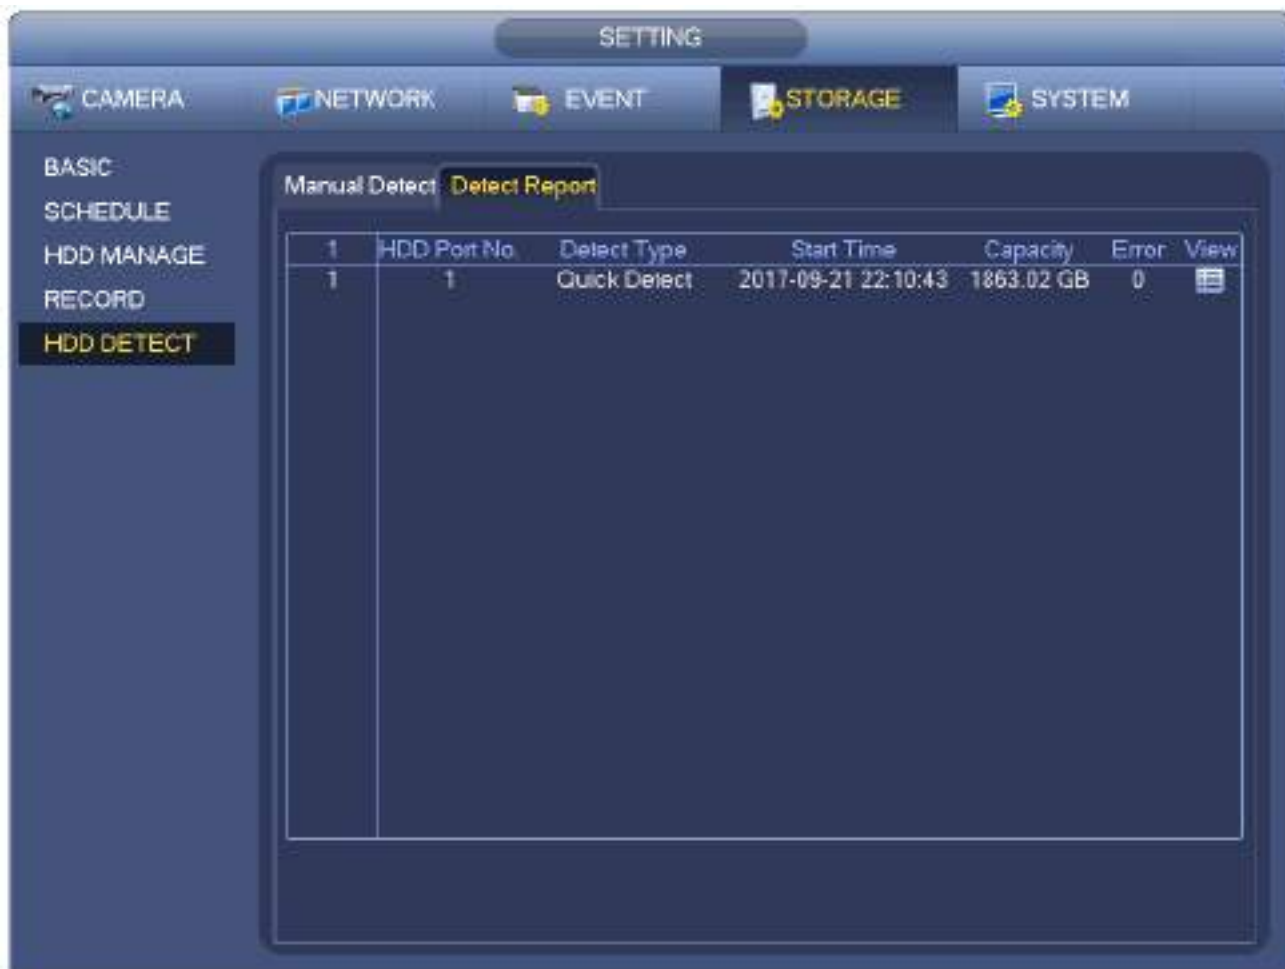 SETTING
CAMERA NETWORK EVENT STORAGE SYSTEM
BASIC
SCHEDULE
HDD MANAGE
RECORD
HDD DETECT
Manual Detect Detect Report
1 HDD Port No. Detect Type Start Time Capacity Error View
1 1 Quick Detect 2017-09-21 22:10:43 1863.02 GB 0